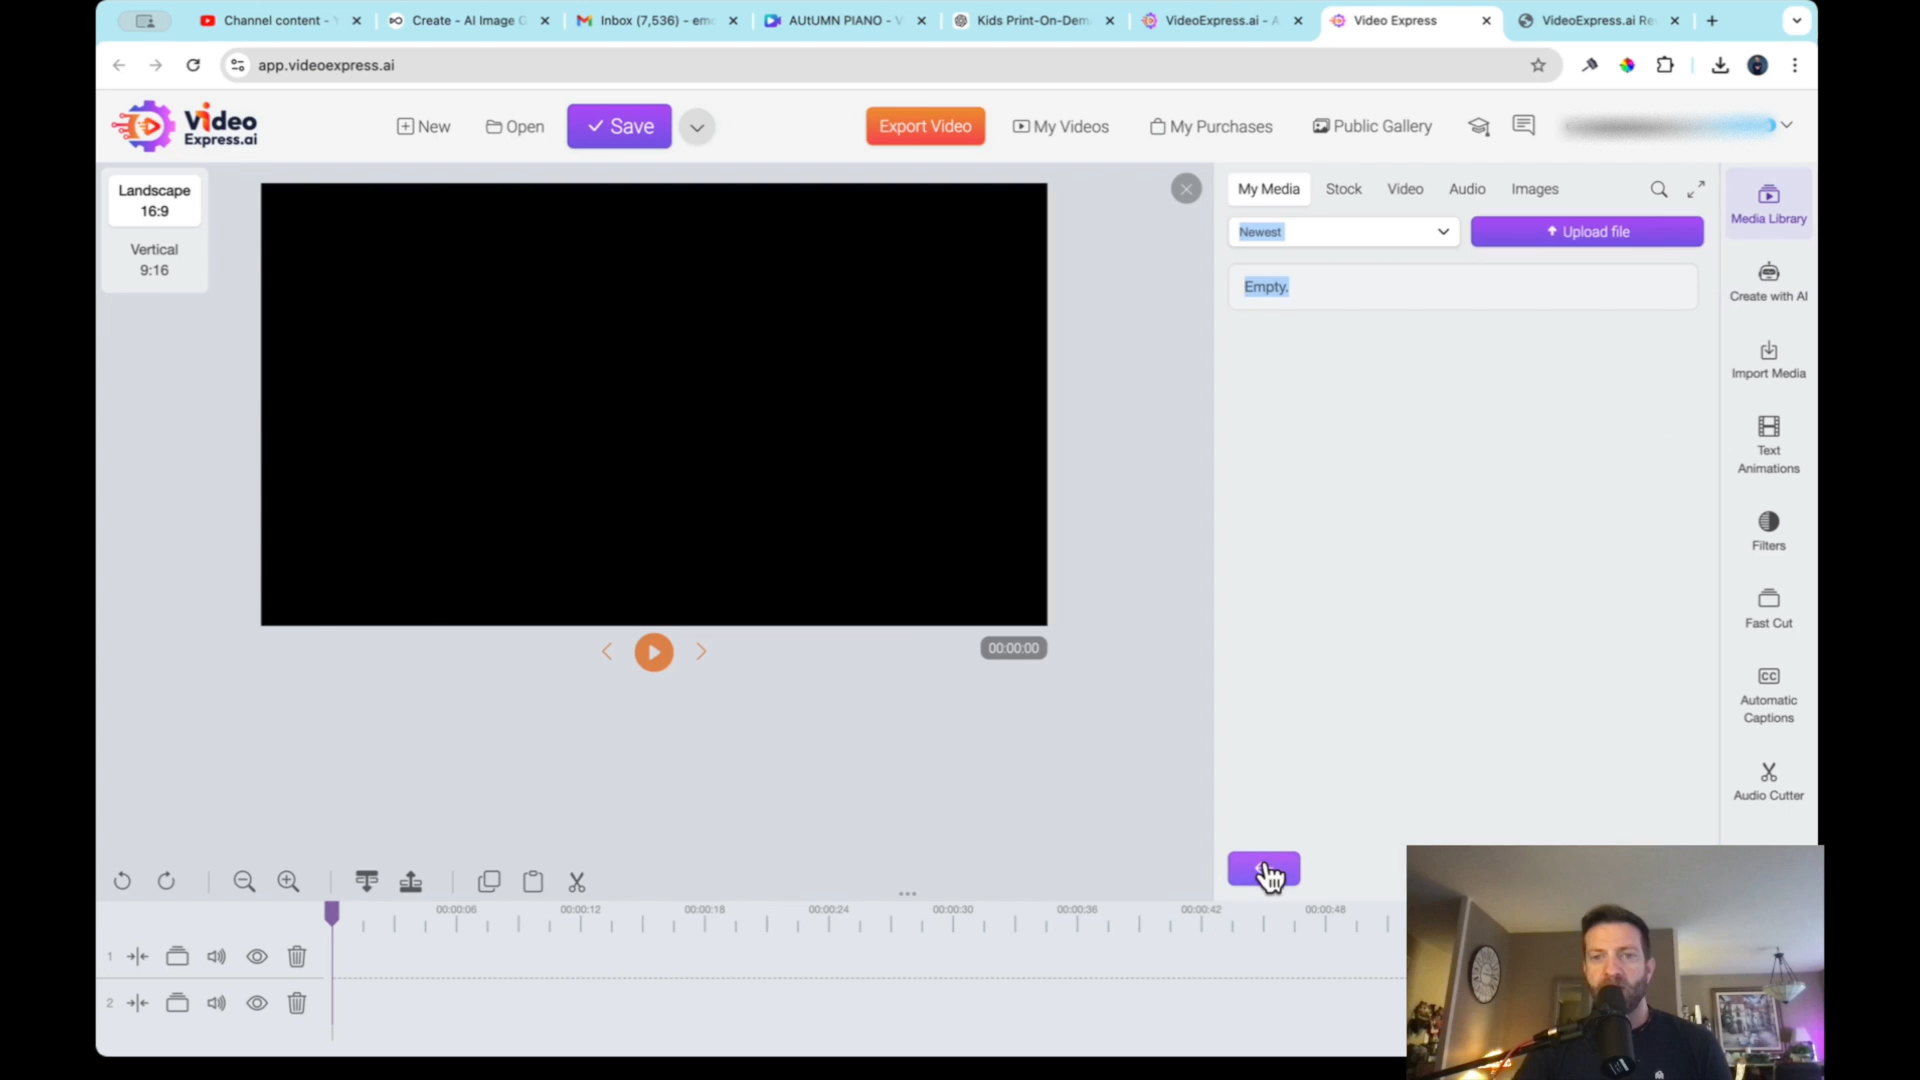 Channel content -
Create - AI Image G
Inbox (7,536) - emc
AUtUMN PIANO - V
Kids Print-On-Dem
VideoExpress.ai - A
Video Express
VideoExpress.ai Re
app.videoexpress.ai
Video
Express.ai
New
Open
Save
Export Video
My Videos
My Purchases
Public Gallery
Landscape
16:9
Vertical
9:16
My Media
Stock
Video
Audio
Images
Newest
Upload file
Empty.
Media Library
Create with AI
Import Media
Text
Animations
Filters
Fast Cut
CC
Automatic
Captions
Audio Cutter
00:00:00
00:00:06
00:00:12
00:00:18
00:00:24
00:00:30
00:00:36
00:00:42
00:00:48
1
2